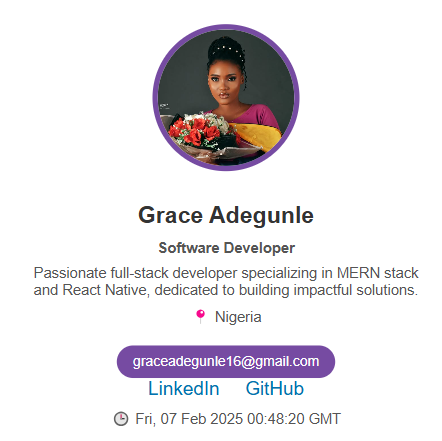 Grace Adegunle
Software Developer
Passionate full-stack developer specializing in MERN stack
and React Native, dedicated to building impactful solutions.
Nigeria
graceadegunle16@gmail.com
LinkedIn GitHub
Fri, 07 Feb 2025 00:48:20 GMT